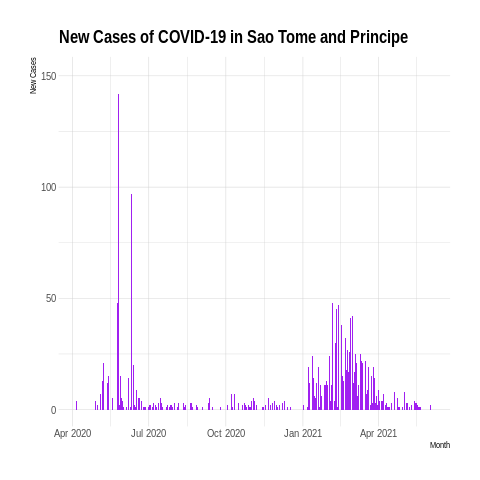 New Cases of COVID-19 in Sao Tome and Principe
New Cases
150
100
50
0
Apr 2020
Jul 2020
Oct 2020
Jan 2021
Apr 2021
Month